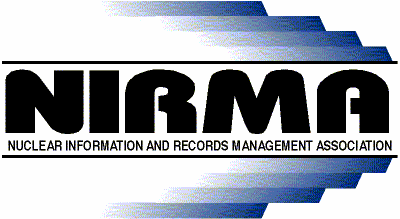 NIRMA
NUCLEAR INFORMATION AND RECORDS MANAGEMENT ASSOCIATION